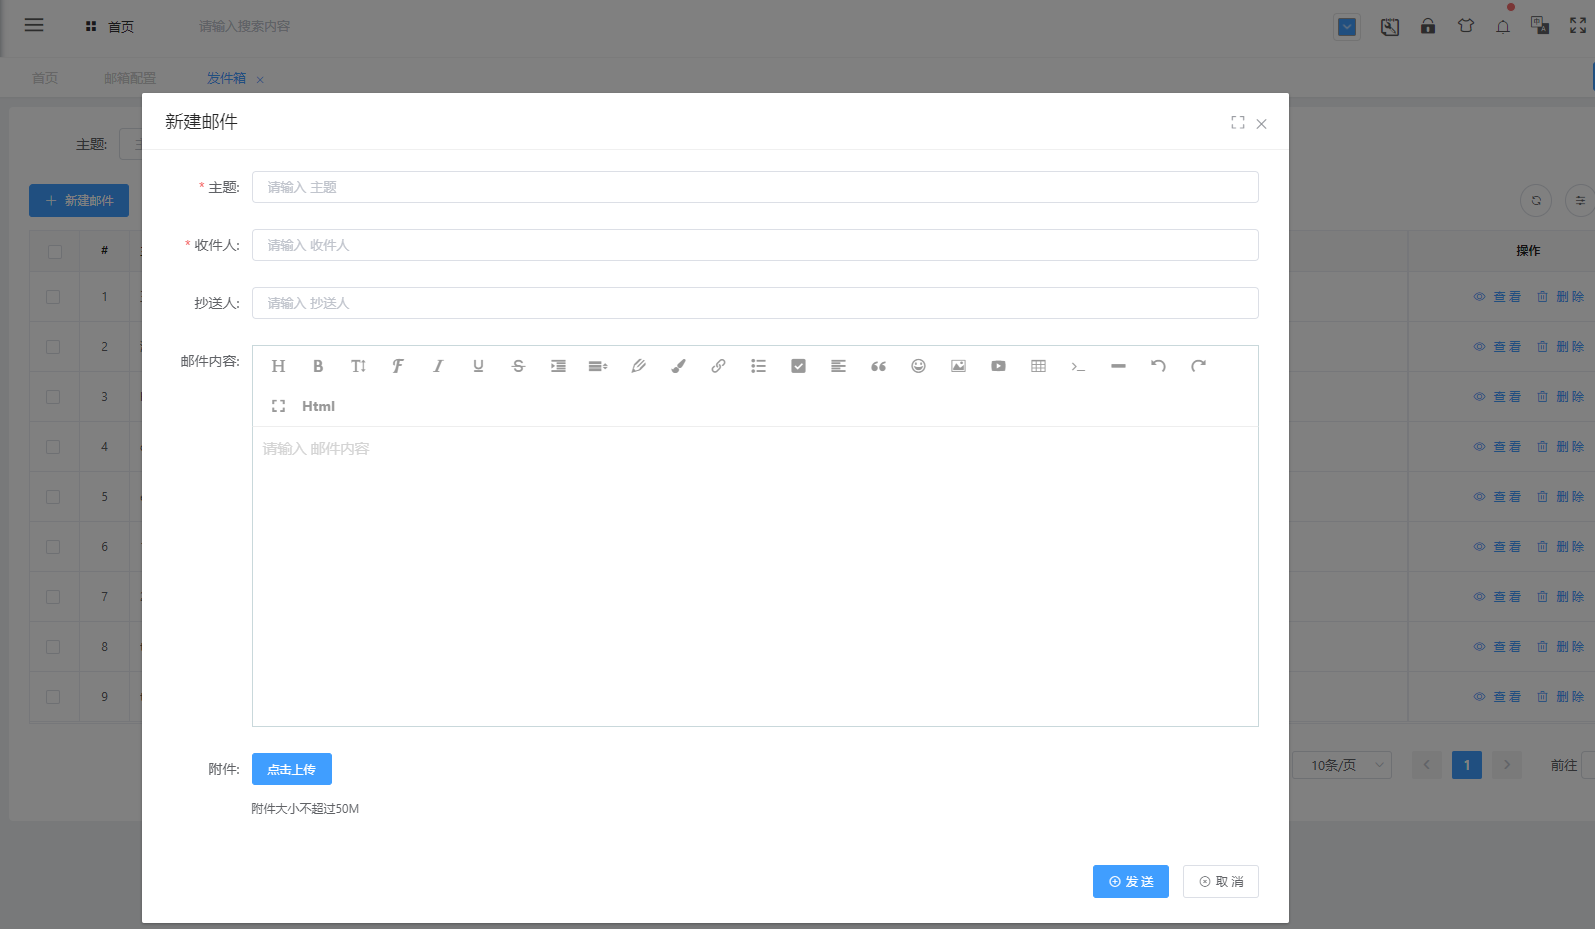 首页 请输入搜索内容
首页 邮箱配置 发件箱
新建邮件
主题:
* 主题: 请输入 主题
新建邮件
* 收件人: 请输入 收件人
# 操作
1 查看 删除
抄送人: 请输入 抄送人
2 查看 删除
邮件内容:
3 查看 删除
Html
4 查看 删除
请输入 邮件内容
5 查看 删除
6 查看 删除
7 查看 删除
8 查看 删除
9 查看 删除
附件: 点击上传
10条/页 1 前往
附件大小不超过50M
发送 取消